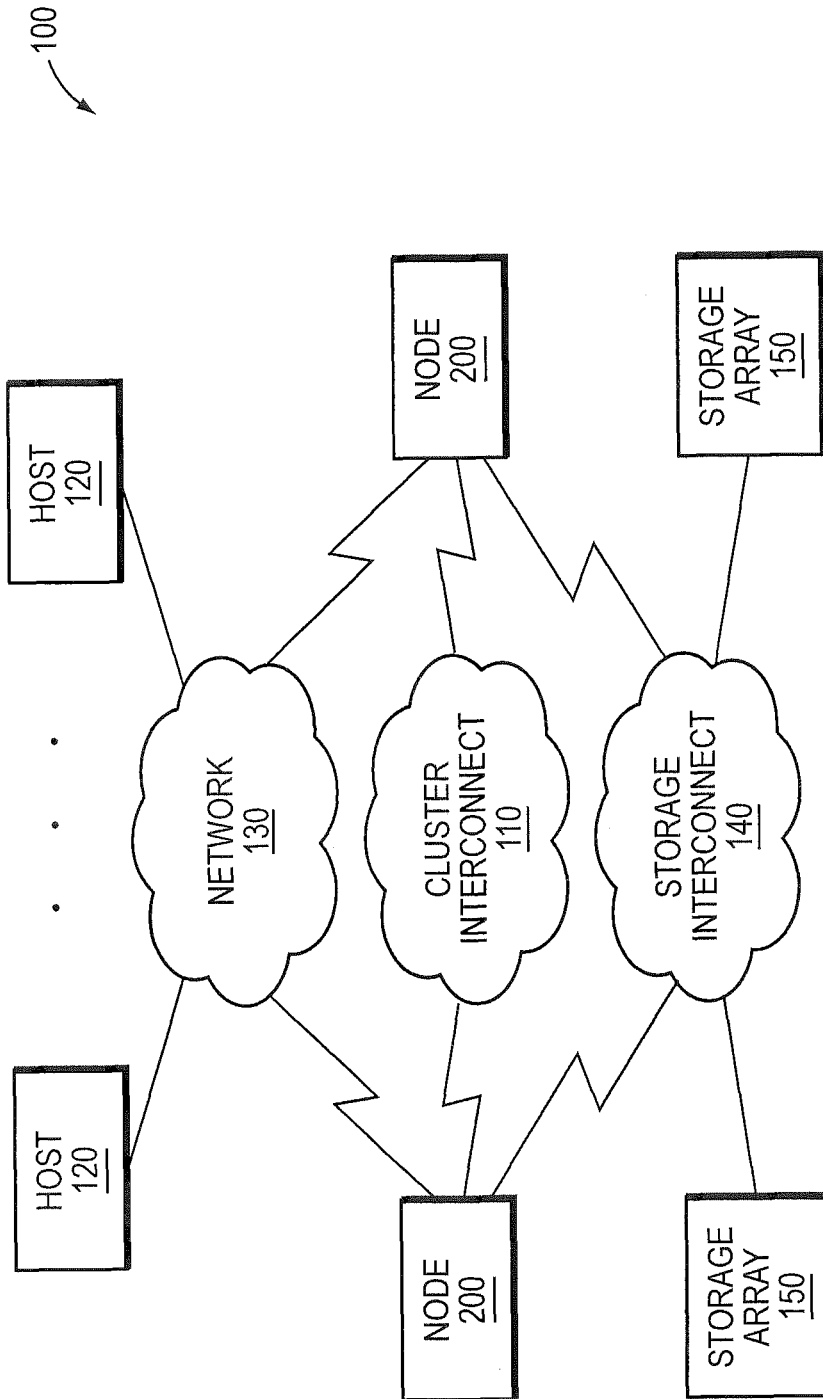 100
HOST
120
HOST
120
NETWORK
130
NODE
200
CLUSTER
INTERCONNECT
110
NODE
200
STORAGE
ARRAY
150
STORAGE
INTERCONNECT
140
STORAGE
ARRAY
150